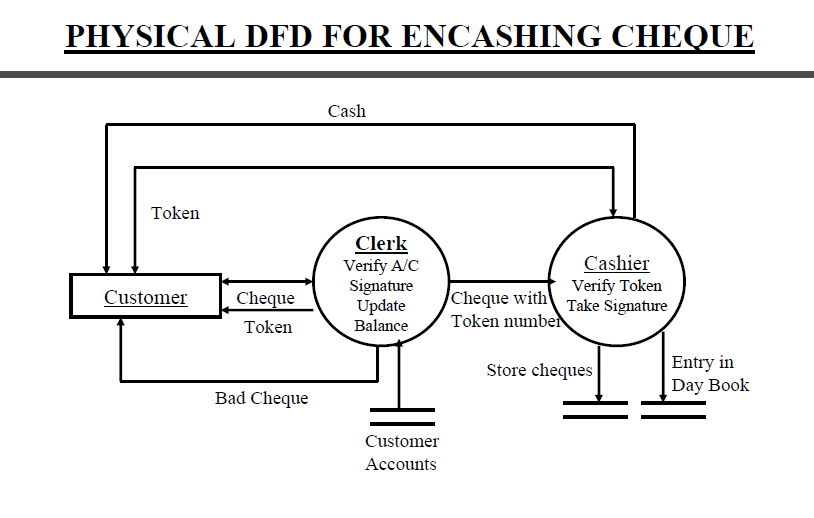 PHYSICAL DFD FOR ENCASHING CHEQUE
Cash
Token
Clerk
Verify A/C
Signature
Update
Balance
Cashier
Verify Token
Take Signature
Customer
Cheque
Token
Cheque with
Token number
Bad Cheque
Store cheques
Entry in
Day Book
Customer
Accounts